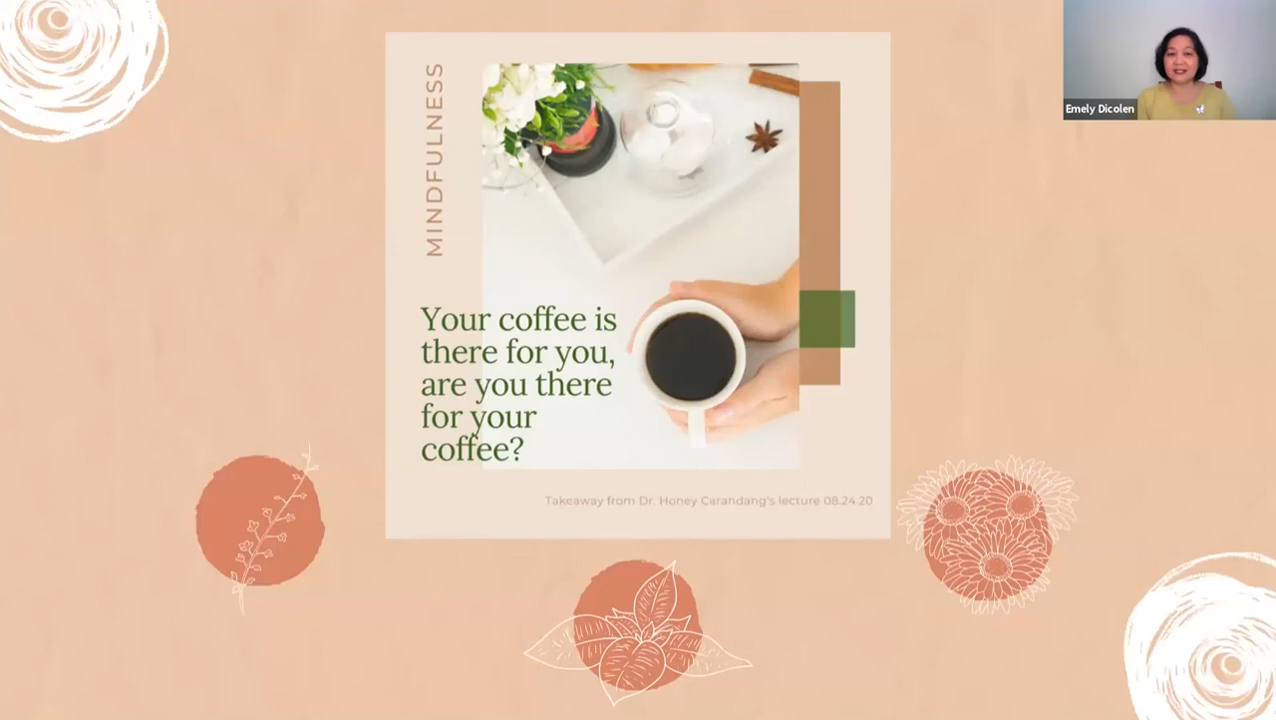 MINDFULNESS
Your coffee is
there for you,
are you there
for your
coffee?
Takeaway from Dr. Honey Carandang's lecture 08.24.20
Emely Dicolen